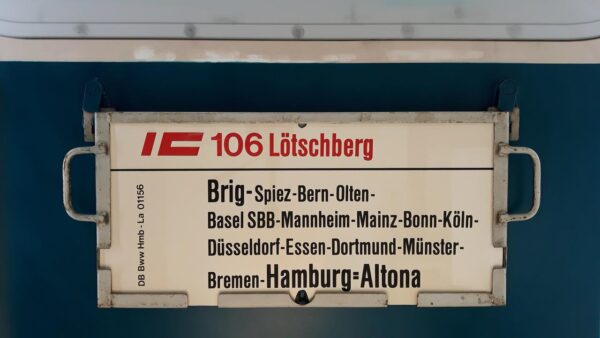 IC 106 Lötschberg
Brig-Spiez-Bern-Olten-
Basel SBB-Mannheim-Mainz-Bonn-Köln-
Düsseldorf-Essen-Dortmund-Münster-
Bremen-Hamburg=Altona
DB Bww Hmb-La 01156